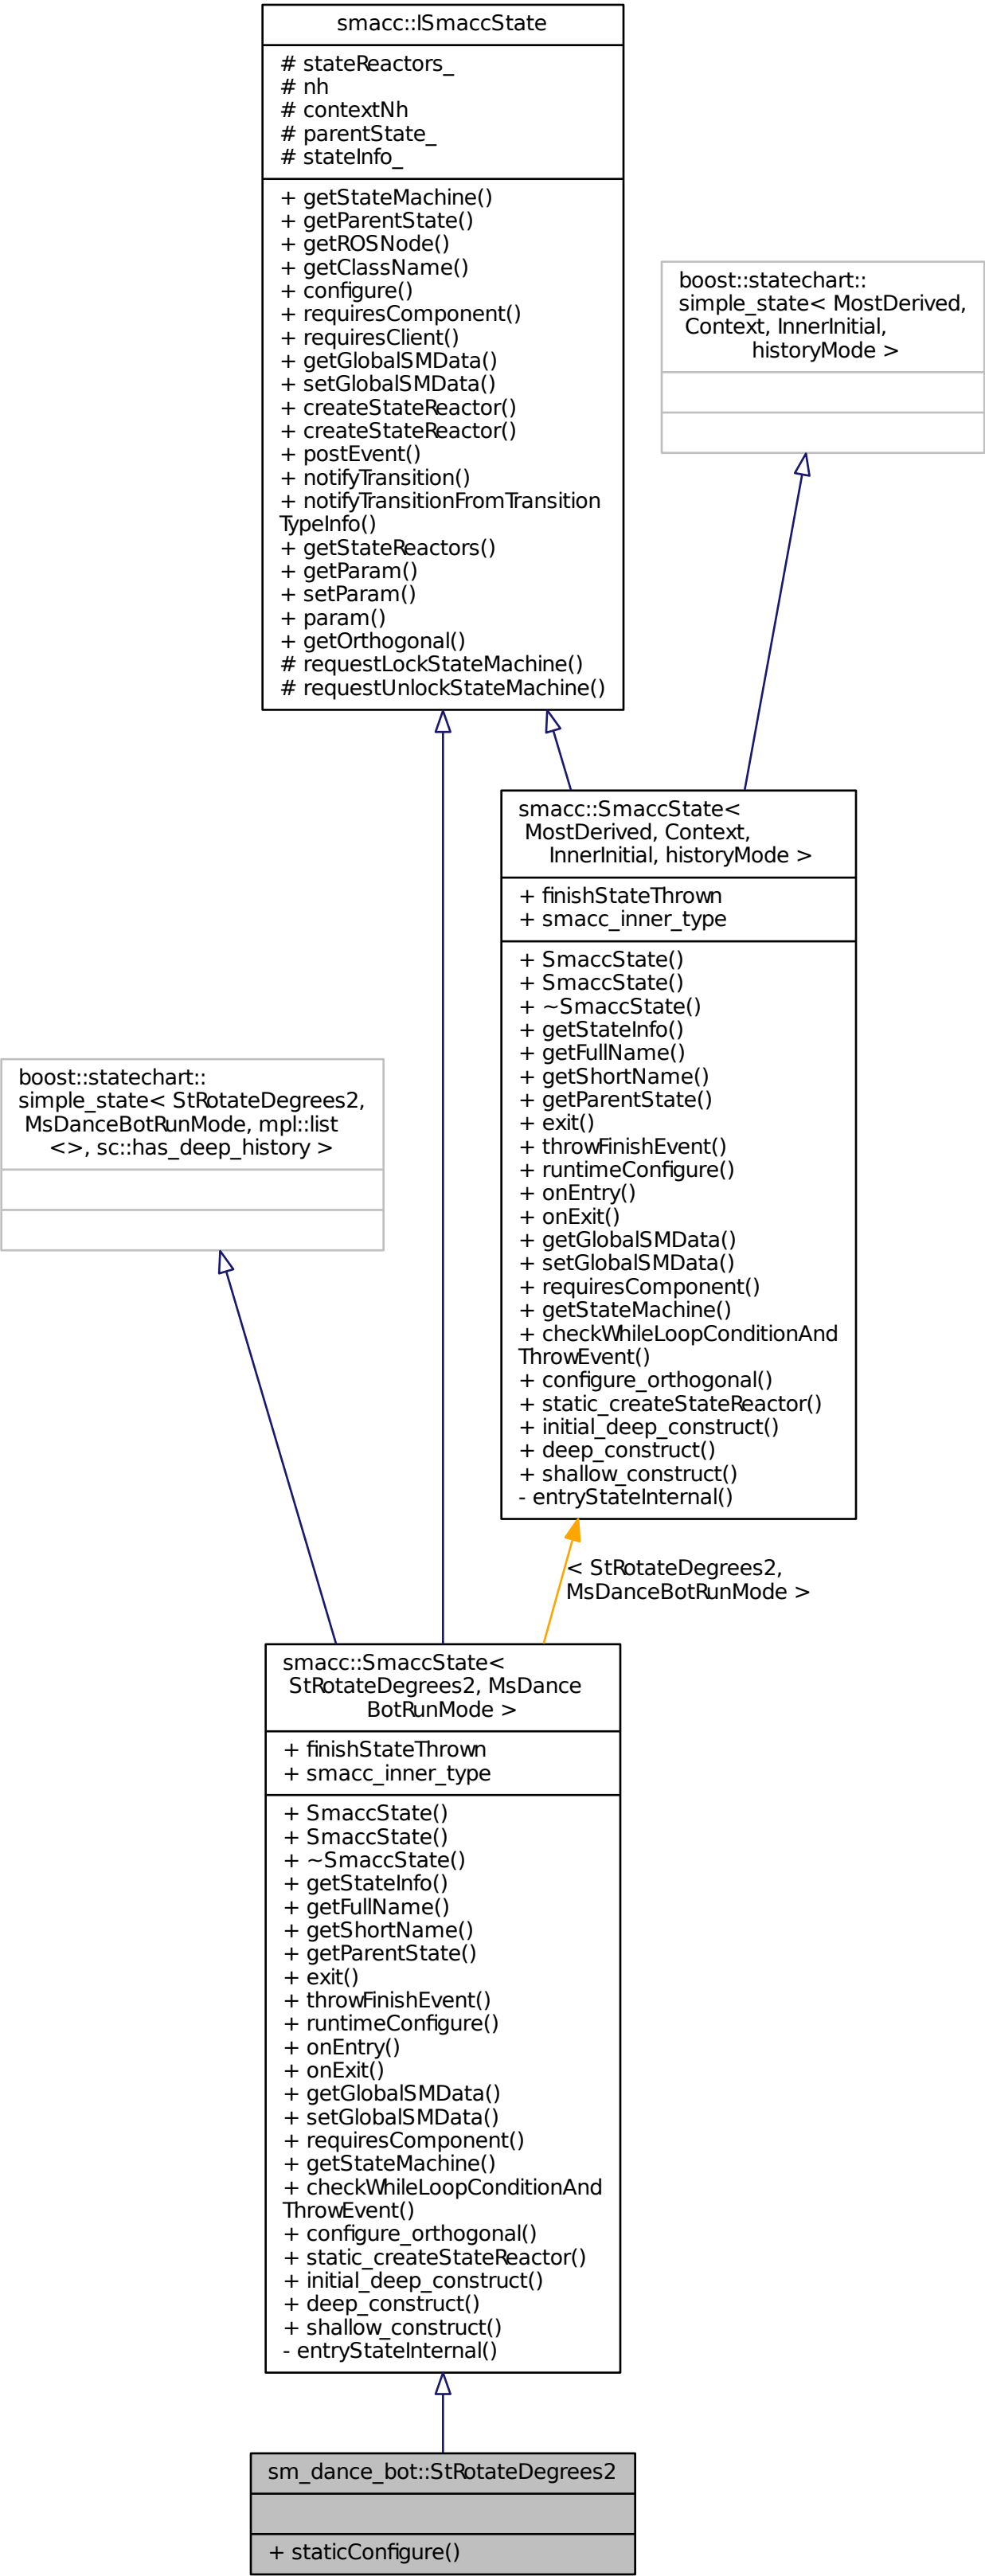 smacc::ISmaccState
# stateReactors_
# nh
# contextNh
# parentState_
# stateInfo_
+ getStateMachine()
+ getParentState()
+ getROSNode()
+ getClassName()
+ configure()
+ requiresComponent()
+ requiresClient()
+ getGlobalSMData()
+ setGlobalSMData()
+ createStateReactor()
+ createStateReactor()
+ postEvent()
+ notifyTransition()
+ notifyTransitionFromTransition
TypeInfo()
+ getStateReactors()
+ getParam()
+ setParam()
+ param()
+ getOrthogonal()
# requestLockStateMachine()
# requestUnlockStateMachine()
boost::statechart::
simple_state< MostDerived,
Context, InnerInitial,
historyMode >
smacc::SmaccState<
MostDerived, Context,
InnerInitial, historyMode >
+ finishStateThrown
+ smacc_inner_type
+ SmaccState()
+ SmaccState()
+ ~SmaccState()
+ getStateInfo()
+ getFullName()
+ getShortName()
+ getParentState()
+ exit()
+ throwFinishEvent()
+ runtimeConfigure()
+ onEntry()
+ onExit()
+ getGlobalSMData()
+ setGlobalSMData()
+ requiresComponent()
+ getStateMachine()
+ checkWhileLoopConditionAnd
ThrowEvent()
+ configure_orthogonal()
+ static_createStateReactor()
+ initial_deep_construct()
+ deep_construct()
+ shallow_construct()
- entryStateInternal()
boost::statechart::
simple_state< StRotateDegrees2,
MsDanceBotRunMode, mpl::list
<>, sc::has_deep_history >
< StRotateDegrees2,
MsDanceBotRunMode >
smacc::SmaccState<
StRotateDegrees2, MsDance
BotRunMode >
+ finishStateThrown
+ smacc_inner_type
+ SmaccState()
+ SmaccState()
+ ~SmaccState()
+ getStateInfo()
+ getFullName()
+ getShortName()
+ getParentState()
+ exit()
+ throwFinishEvent()
+ runtimeConfigure()
+ onEntry()
+ onExit()
+ getGlobalSMData()
+ setGlobalSMData()
+ requiresComponent()
+ getStateMachine()
+ checkWhileLoopConditionAnd
ThrowEvent()
+ configure_orthogonal()
+ static_createStateReactor()
+ initial_deep_construct()
+ deep_construct()
+ shallow_construct()
- entryStateInternal()
sm_dance_bot::StRotateDegrees2
+ staticConfigure()